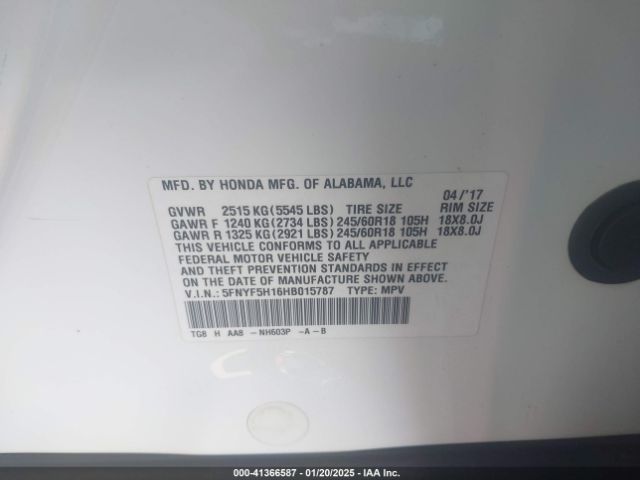 MFD. BY HONDA MFG. OF ALABAMA, LLC
04/'17
GVWR 2515 KG(5545 LBS) TIRE SIZE RIM SIZE
GAWR F 1240 KG(2734 LBS) 245/60R18 105H 18X8.0J
GAWR R 1325 KG(2921 LBS) 245/60R18 105H 18X8.0J
THIS VEHICLE CONFORMS TO ALL APPLICABLE
FEDERAL MOTOR VEHICLE SAFETY
AND THEFT PREVENTION STANDARDS IN EFFECT
ON THE DATE OF MANUFACTURE SHOWN ABOVE.
V.I.N.: 5FNYF5H16HB015787 TYPE: MPV
TG8 H AA8 -NH603P -A-B
000-41366587 | 01/20/2025 | IAA Inc.